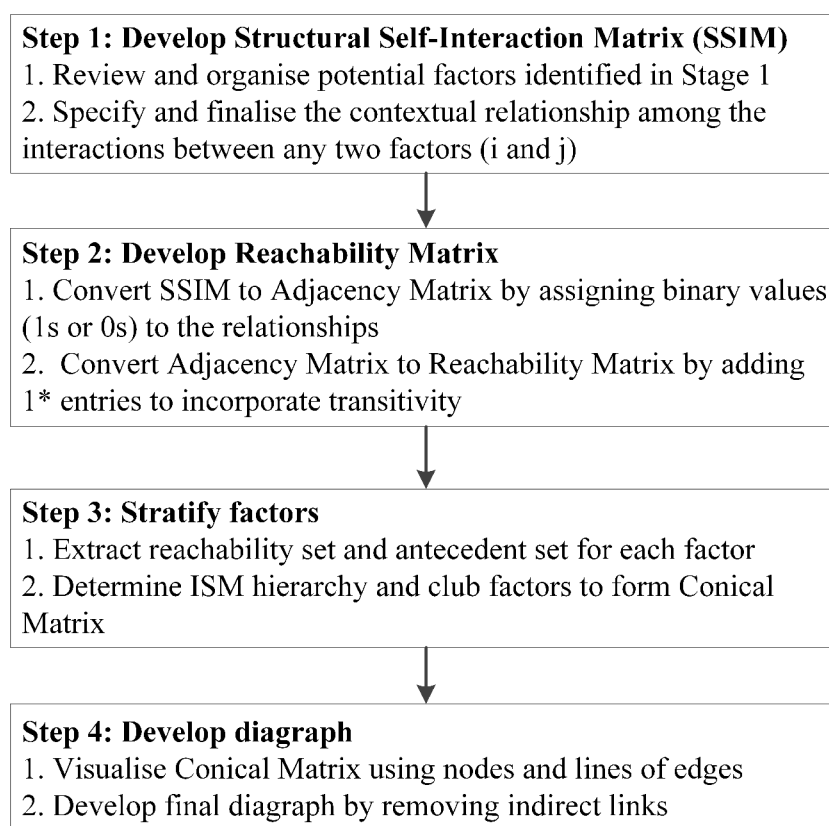 Step 1: Develop Structural Self-Interaction Matrix (SSIM)
1. Review and organise potential factors identified in Stage 1
2. Specify and finalise the contextual relationship among the
interactions between any two factors (i and j)
Step 2: Develop Reachability Matrix
1. Convert SSIM to Adjacency Matrix by assigning binary values
(1s or 0s) to the relationships
2. Convert Adjacency Matrix to Reachability Matrix by adding
1* entries to incorporate transitivity
Step 3: Stratify factors
1. Extract reachability set and antecedent set for each factor
2. Determine ISM hierarchy and club factors to form Conical
Matrix
Step 4: Develop diagraph
1. Visualise Conical Matrix using nodes and lines of edges
2. Develop final diagraph by removing indirect links